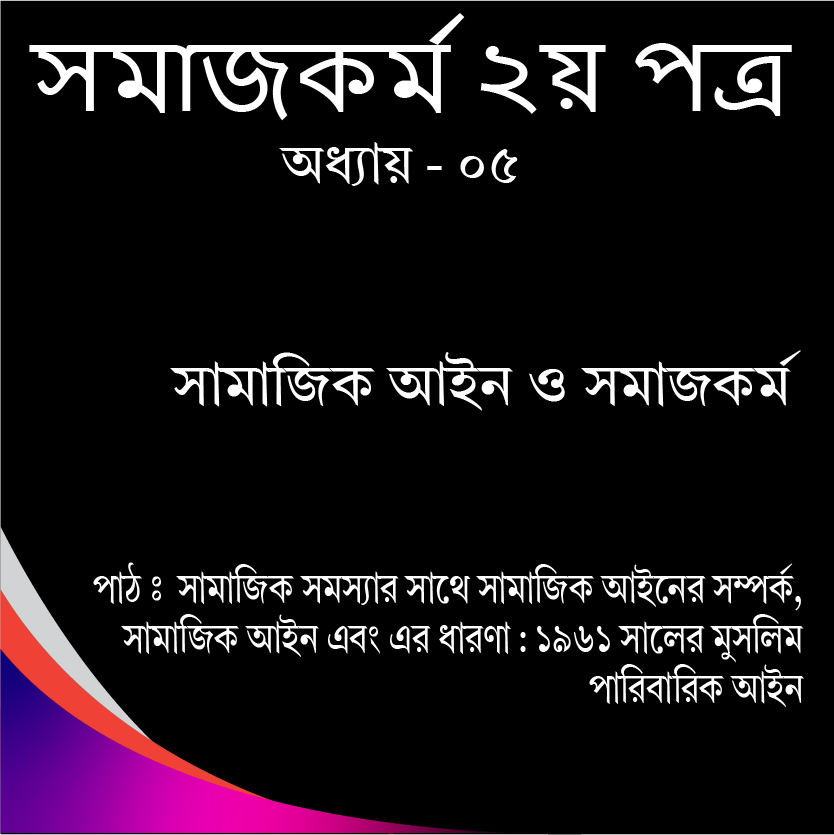 সমাজকর্ম ২য় পত্র
অধ্যায় - ০৫
সামাজিক আইন ও সমাজকর্ম
পাঠ ঃ সামাজিক সমস্যার সাথে সামাজিক আইনের সম্পর্ক,
সামাজিক আইন এবং এর ধারণা : ১৯৬১ সালের মুসলিম
পারিবারিক আইন